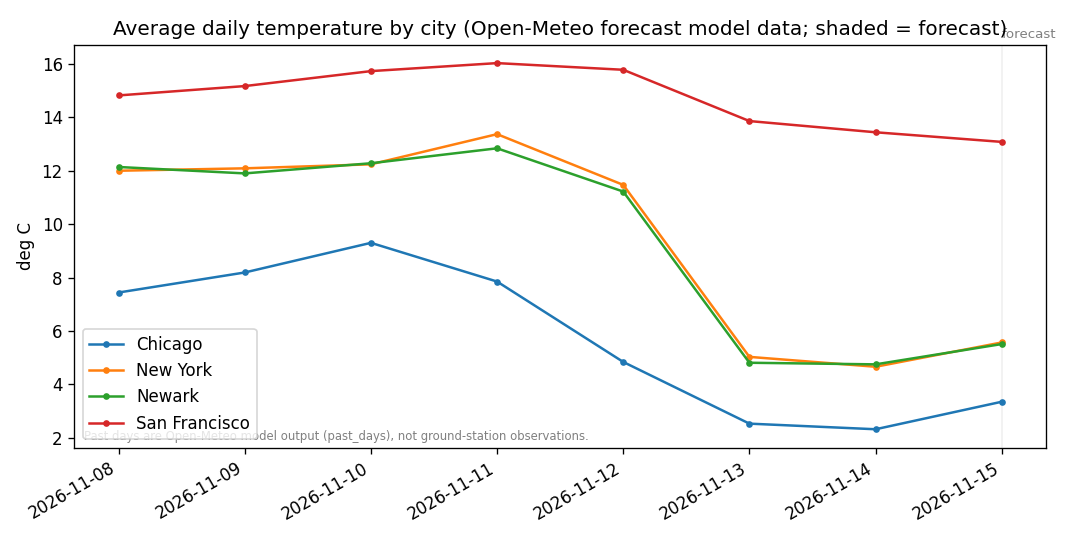 Average daily temperature by city (Open-Meteo forecast model data; shaded = forecast)
forecast
deg C
16
14
12
10
8
6
4
2
Chicago
New York
Newark
San Francisco
Past days are Open-Meteo model output (past_days), not ground-station observations.
2026-11-08
2026-11-09
2026-11-10
2026-11-11
2026-11-12
2026-11-13
2026-11-14
2026-11-15